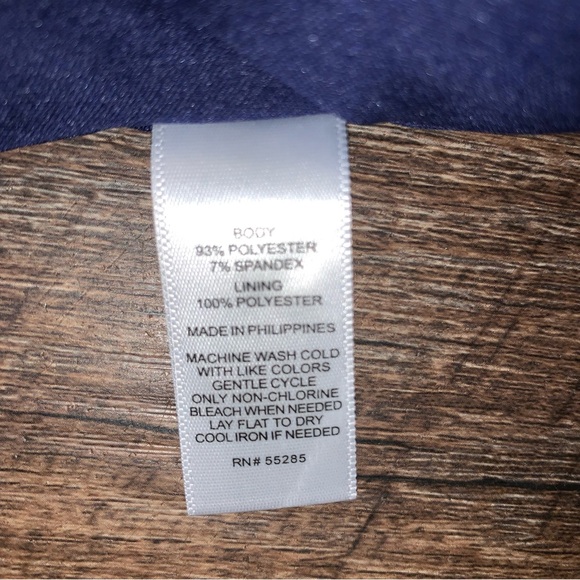 BODY
93% POLYESTER
7% SPANDEX
LINING
100% POLYESTER
MADE IN PHILIPPINES
MACHINE WASH COLD
WITH LIKE COLORS
GENTLE CYCLE
ONLY NON-CHLORINE
BLEACH WHEN NEEDED
LAY FLAT TO DRY
COOL IRON IF NEEDED
RN# 55285